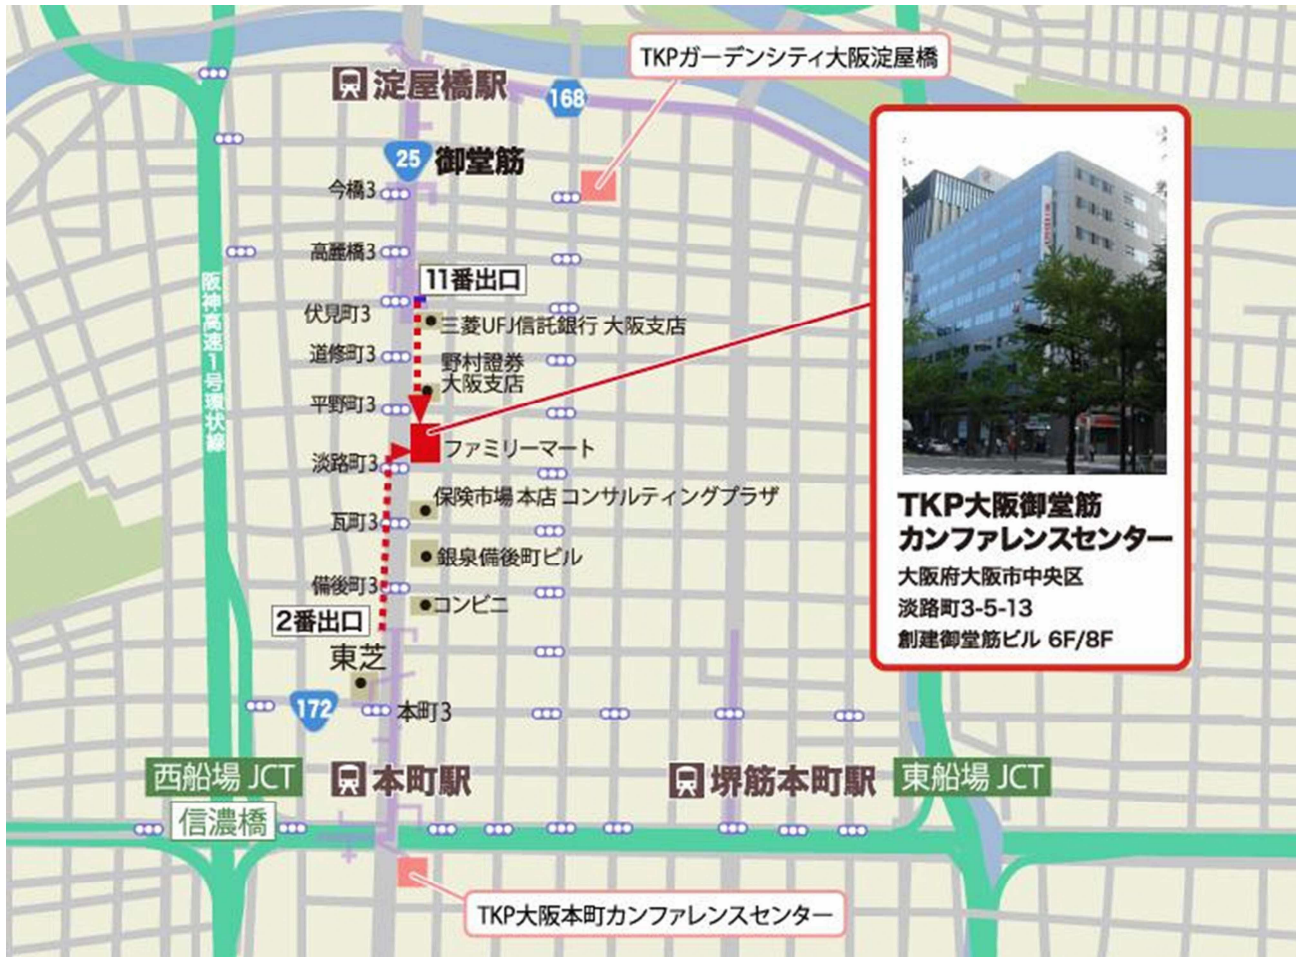 TKPガーデンシティ大阪淀屋橋
淀屋橋駅
168
25
御堂筋
今橋3
高麗橋3
11番出口
伏見町3
三菱UFJ信託銀行 大阪支店
道修町3
野村證券
大阪支店
平野町3
ファミリーマート
淡路町3
保険市場 本店 コンサルティングプラザ
瓦町3
銀泉備後町ビル
備後町3
コンビニ
2番出口
東芝
172
本町3
阪神高速1号環状線
TKP大阪御堂筋
カンファレンスセンター
大阪府大阪市中央区
淡路町3-5-13
創建御堂筋ビル 6F/8F
西船場 JCT
本町駅
堺筋本町駅
東船場 JCT
信濃橋
TKP大阪本町カンファレンスセンター